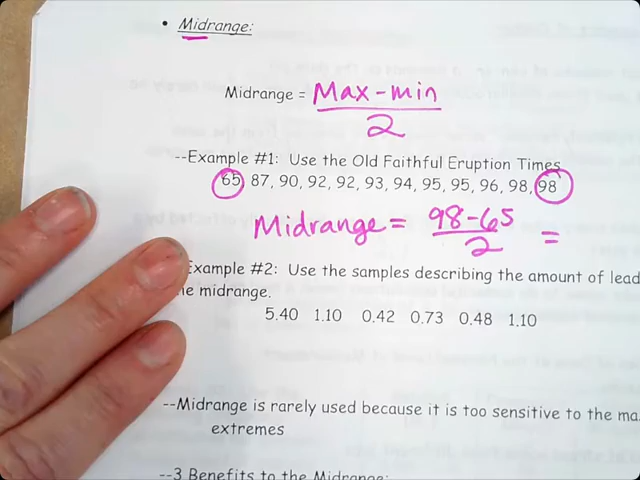 • Midrange:
Midrange = Max - min
2
--Example #1: Use the Old Faithful Eruption Times
65, 87, 90, 92, 92, 93, 94, 95, 95, 96, 98, 98
Midrange = 98 - 65 =
2
Example #2: Use the samples describing the amount of lead
midrange.
5.40 1.10 0.42 0.73 0.48 1.10
--Midrange is rarely used because it is too sensitive to the
extremes
--3 Benefits to the Midrange: